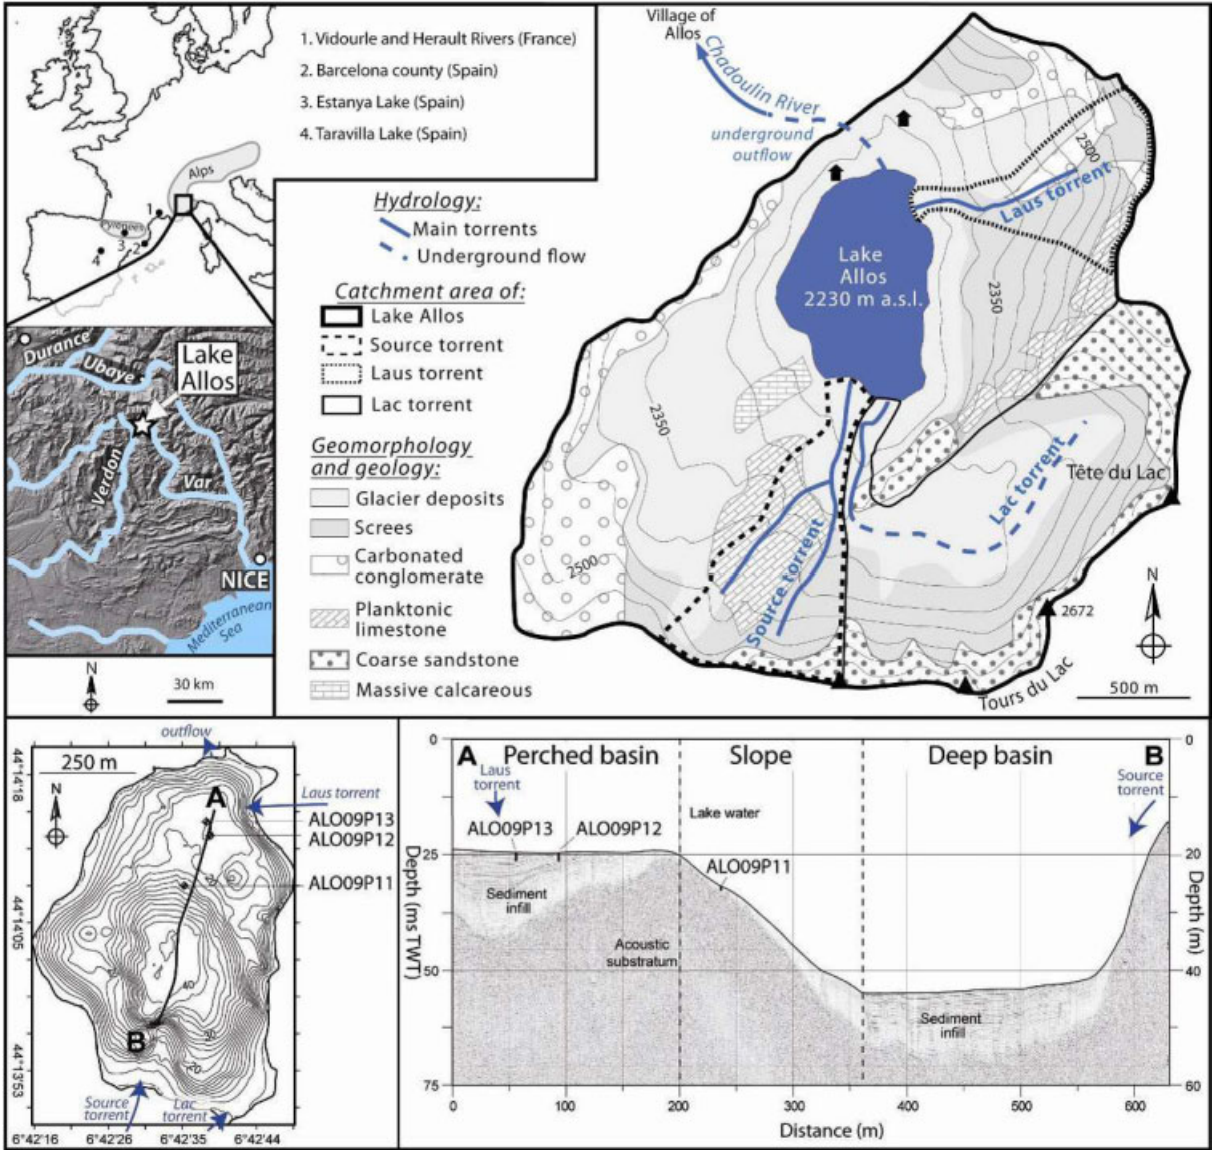 1. Vidourle and Herault Rivers (France)
2. Barcelona county (Spain)
3. Estanya Lake (Spain)
4. Taravilla Lake (Spain)
Alps
Pyrenees
1
3
2
4
Durance
Ubaye
Lake
Allos
Verdon
Var
NICE
Mediterranean
Sea
N
30 km
Hydrology:
Main torrents
Underground flow
Catchment area of:
Lake Allos
Source torrent
Laus torrent
Lac torrent
Geomorphology
and geology:
Glacier deposits
Screes
Carbonated
conglomerate
Planktonic
limestone
Coarse sandstone
Massive calcareous
Village of
Allos
Chadoulin River
underground
outflow
2500
Laus torrent
Lake
Allos
2230 m a.s.l.
2350
2350
2500
Source torrent
Lac torrent
Tête du Lac
2672
Tours du Lac
N
500 m
outflow
250 m
N
44°14'18
44°14'05
44°13'53
A
Laus torrent
ALO09P13
ALO09P12
ALO09P11
20
40
30
20
B
Source
torrent
Lac
torrent
6°42'16
6°42'26
6°42'35
6°42'44
A
Perched basin
Slope
Deep basin
B
Laus
torrent
Source
torrent
ALO09P13
ALO09P12
Lake water
ALO09P11
Sediment
infill
Acoustic
substratum
Sediment
infill
Depth (ms TWT)
0
25
50
75
Depth (m)
0
20
40
60
0
100
200
300
400
500
600
Distance (m)